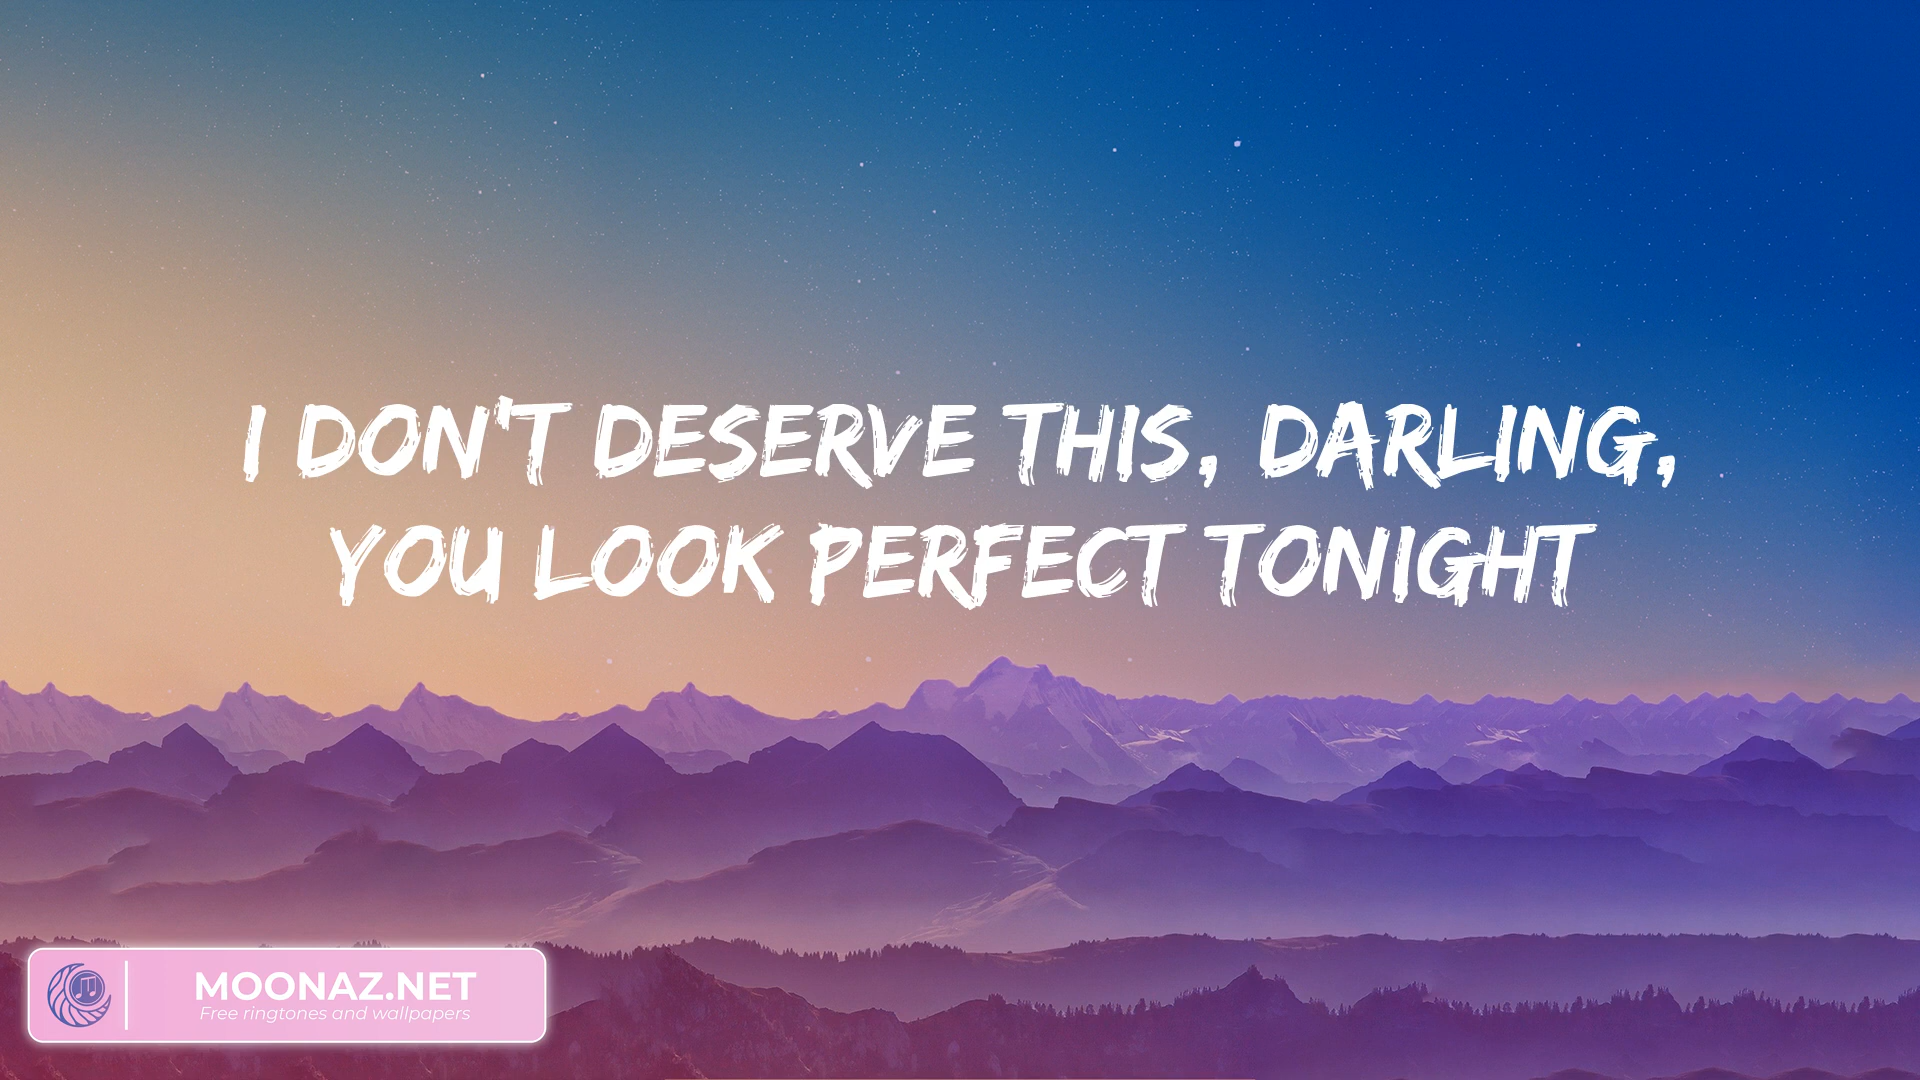 I DON'T DESERVE THIS, DARLING,
YOU LOOK PERFECT TONIGHT
MOONAZ.NET
Free ringtones and wallpapers